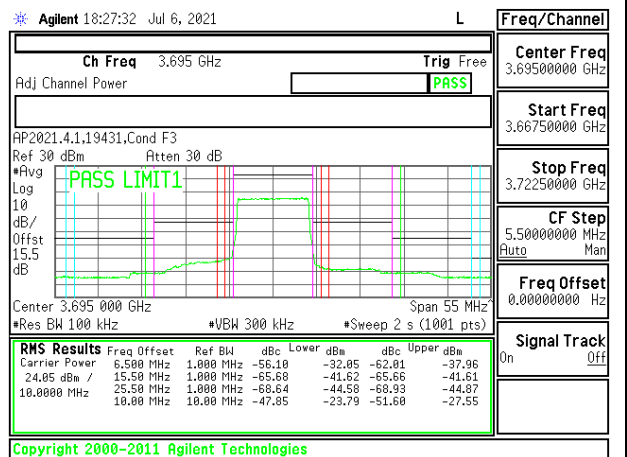 Agilent 18:27:32 Jul 6, 2021 L
Freq/Channel
Ch Freq 3.695 GHz Trig Free
Adj Channel Power PASS
AP2021.4.1,19431,Cond F3
Ref 30 dBm Atten 30 dB
#Avg
Log
10
dB/
Offst
15.5
dB
PASS LIMIT1
Center 3.695 000 GHz Span 55 MHz^
#Res BW 100 kHz #VBW 300 kHz #Sweep 2 s (1001 pts)
RMS Results Freq Offset Ref BW dBc Lower dBm dBc Upper dBm
Carrier Power 6.500 MHz 1.000 MHz -56.10 -32.05 -62.01 -37.96
24.05 dBm / 15.50 MHz 1.000 MHz -65.68 -41.62 -65.66 -41.61
10.0000 MHz 25.50 MHz 1.000 MHz -68.64 -44.58 -68.93 -44.87
10.00 MHz 10.00 MHz -47.85 -23.79 -51.60 -27.55
Center Freq
3.69500000 GHz
Start Freq
3.66750000 GHz
Stop Freq
3.72250000 GHz
CF Step
5.50000000 MHz
Auto Man
Freq Offset
0.00000000 Hz
Signal Track
On Off
Copyright 2000-2011 Agilent Technologies